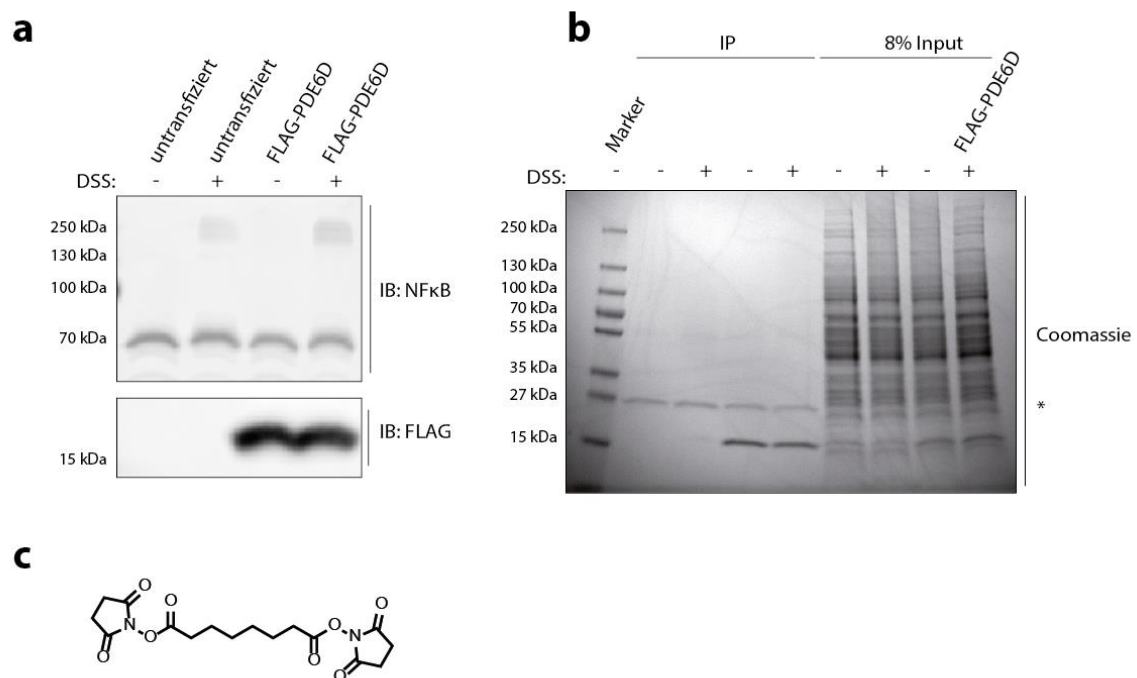 a
untransfiziert
untransfiziert
FLAG-PDE6D
FLAG-PDE6D
DSS: - + - +
250 kDa
130 kDa
100 kDa
70 kDa
IB: NFκB
IB: FLAG
15 kDa
b
IP 8% Input
Marker
FLAG-PDE6D
DSS: - - + - + - + - +
250 kDa
130 kDa
100 kDa
70 kDa
55 kDa
35 kDa
27 kDa
15 kDa
Coomassie
*
c
O
O
N
O
O
O
O
N
O
O